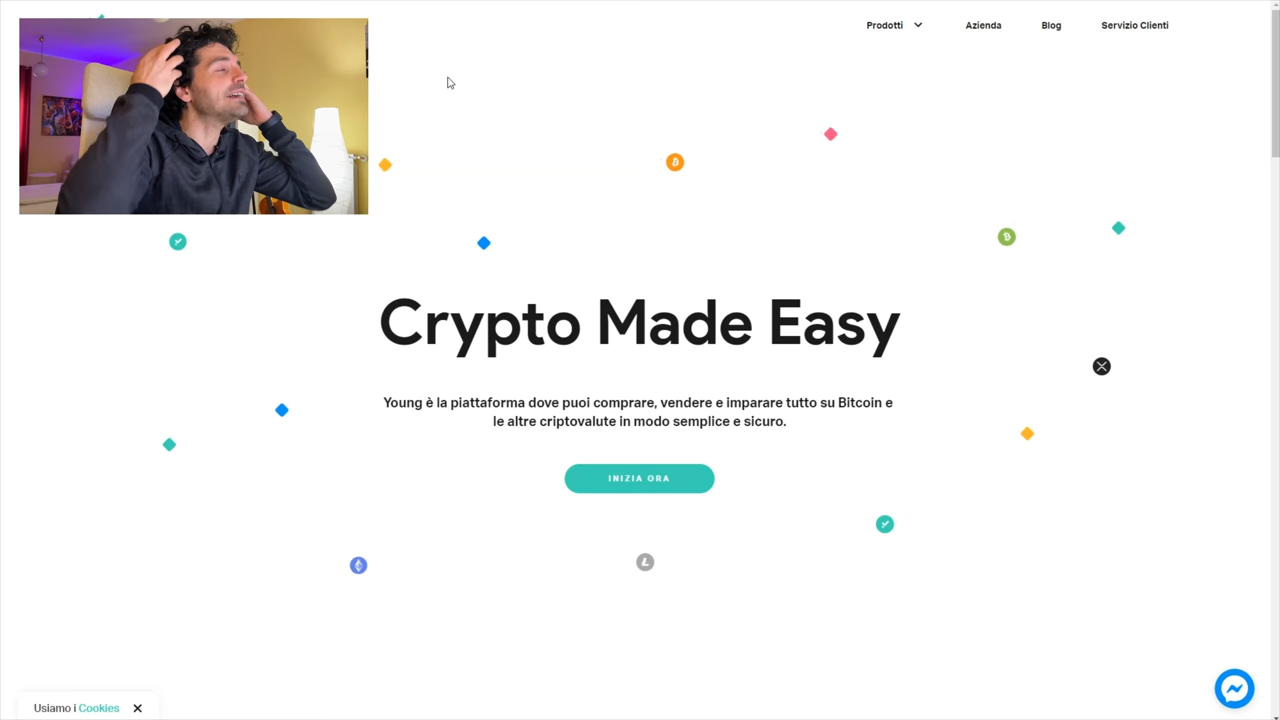 Prodotti
Azienda
Blog
Servizio Clienti
Crypto Made Easy
Young è la piattaforma dove puoi comprare, vendere e imparare tutto su Bitcoin e
le altre criptovalute in modo semplice e sicuro.
INIZIA ORA
Usiamo i Cookies